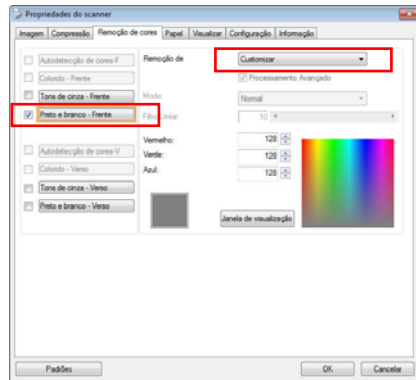 Propriedades do scanner
Imagem Compressão Remoção de cores Papel Visualizar Configuração Informação
Autodetecção de cores-F
Remoção de
Customizar
Colorido - Frente
Processamento Avançado
Tons de cinza - Frente
Modo:
Normal
Preto e branco - Frente
Filtro Limiar:
10
Vermelho:
128
Autodetecção de cores-V
Verde:
128
Colorido - Verso
Azul:
128
Tons de cinza - Verso
Preto e branco - Verso
Janela de visualização
Padrões
OK
Cancelar